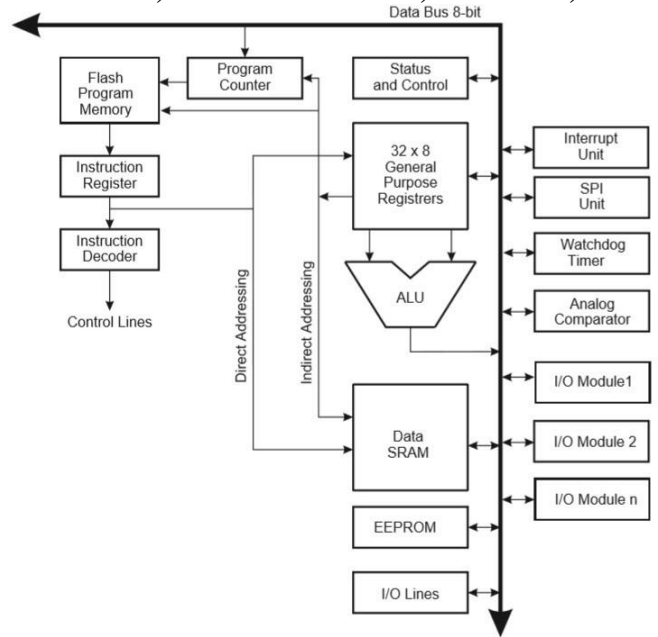 Data Bus 8-bit
Flash
Program
Memory
Program
Counter
Status
and Control
Instruction
Register
32 x 8
General
Purpose
Registrers
Interrupt
Unit
SPI
Unit
Instruction
Decoder
Watchdog
Timer
ALU
Analog
Comparator
Control Lines
Direct Addressing
Indirect Addressing
I/O Module1
Data
SRAM
I/O Module 2
I/O Module n
EEPROM
I/O Lines